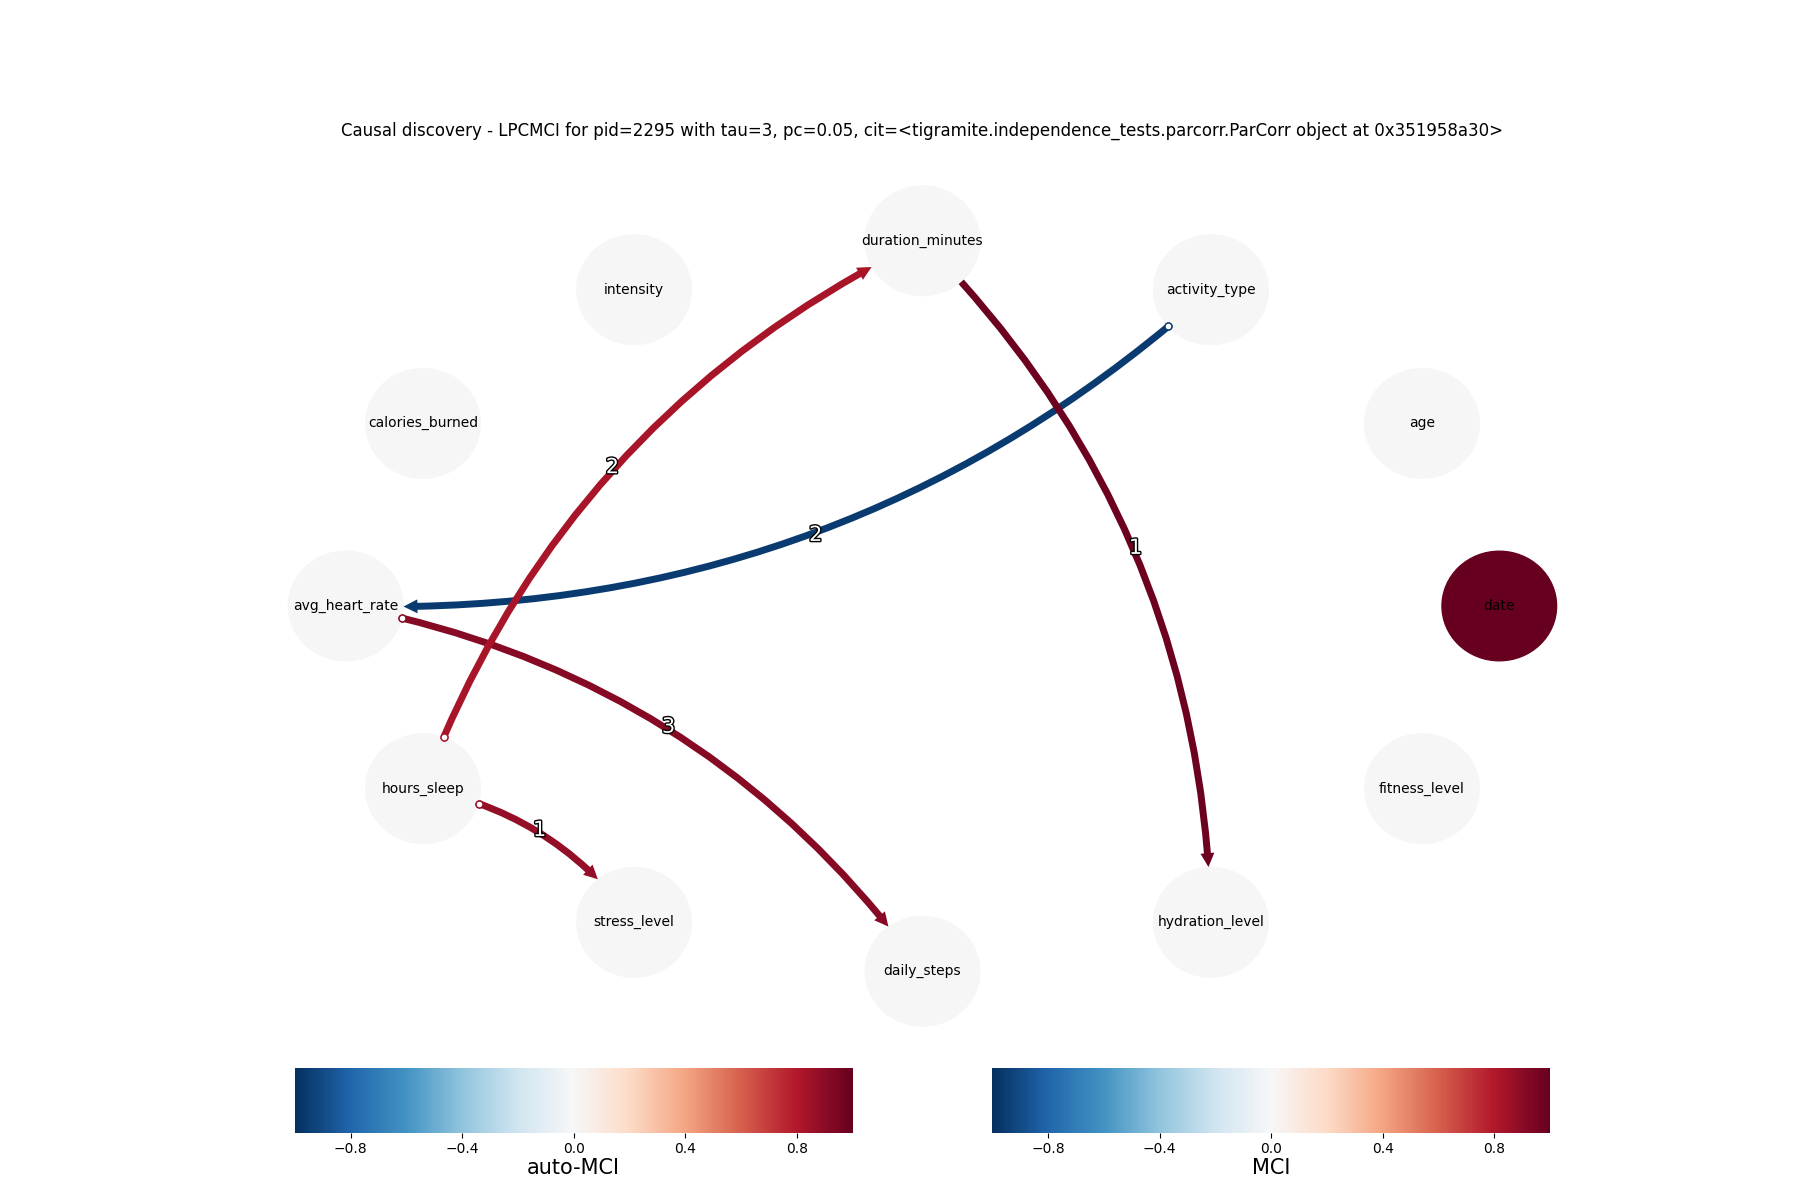 Causal discovery - LPCMCI for pid=2295 with tau=3, pc=0.05, cit=<tigramite.independence_tests.parcorr.ParCorr object at 0x351958a30>
duration_minutes
intensity
activity_type
calories_burned
age
2
2
1
avg_heart_rate
date
3
hours_sleep
fitness_level
1
stress_level
hydration_level
daily_steps
−0.8 −0.4 0.0 0.4 0.8
auto-MCI
−0.8 −0.4 0.0 0.4 0.8
MCI